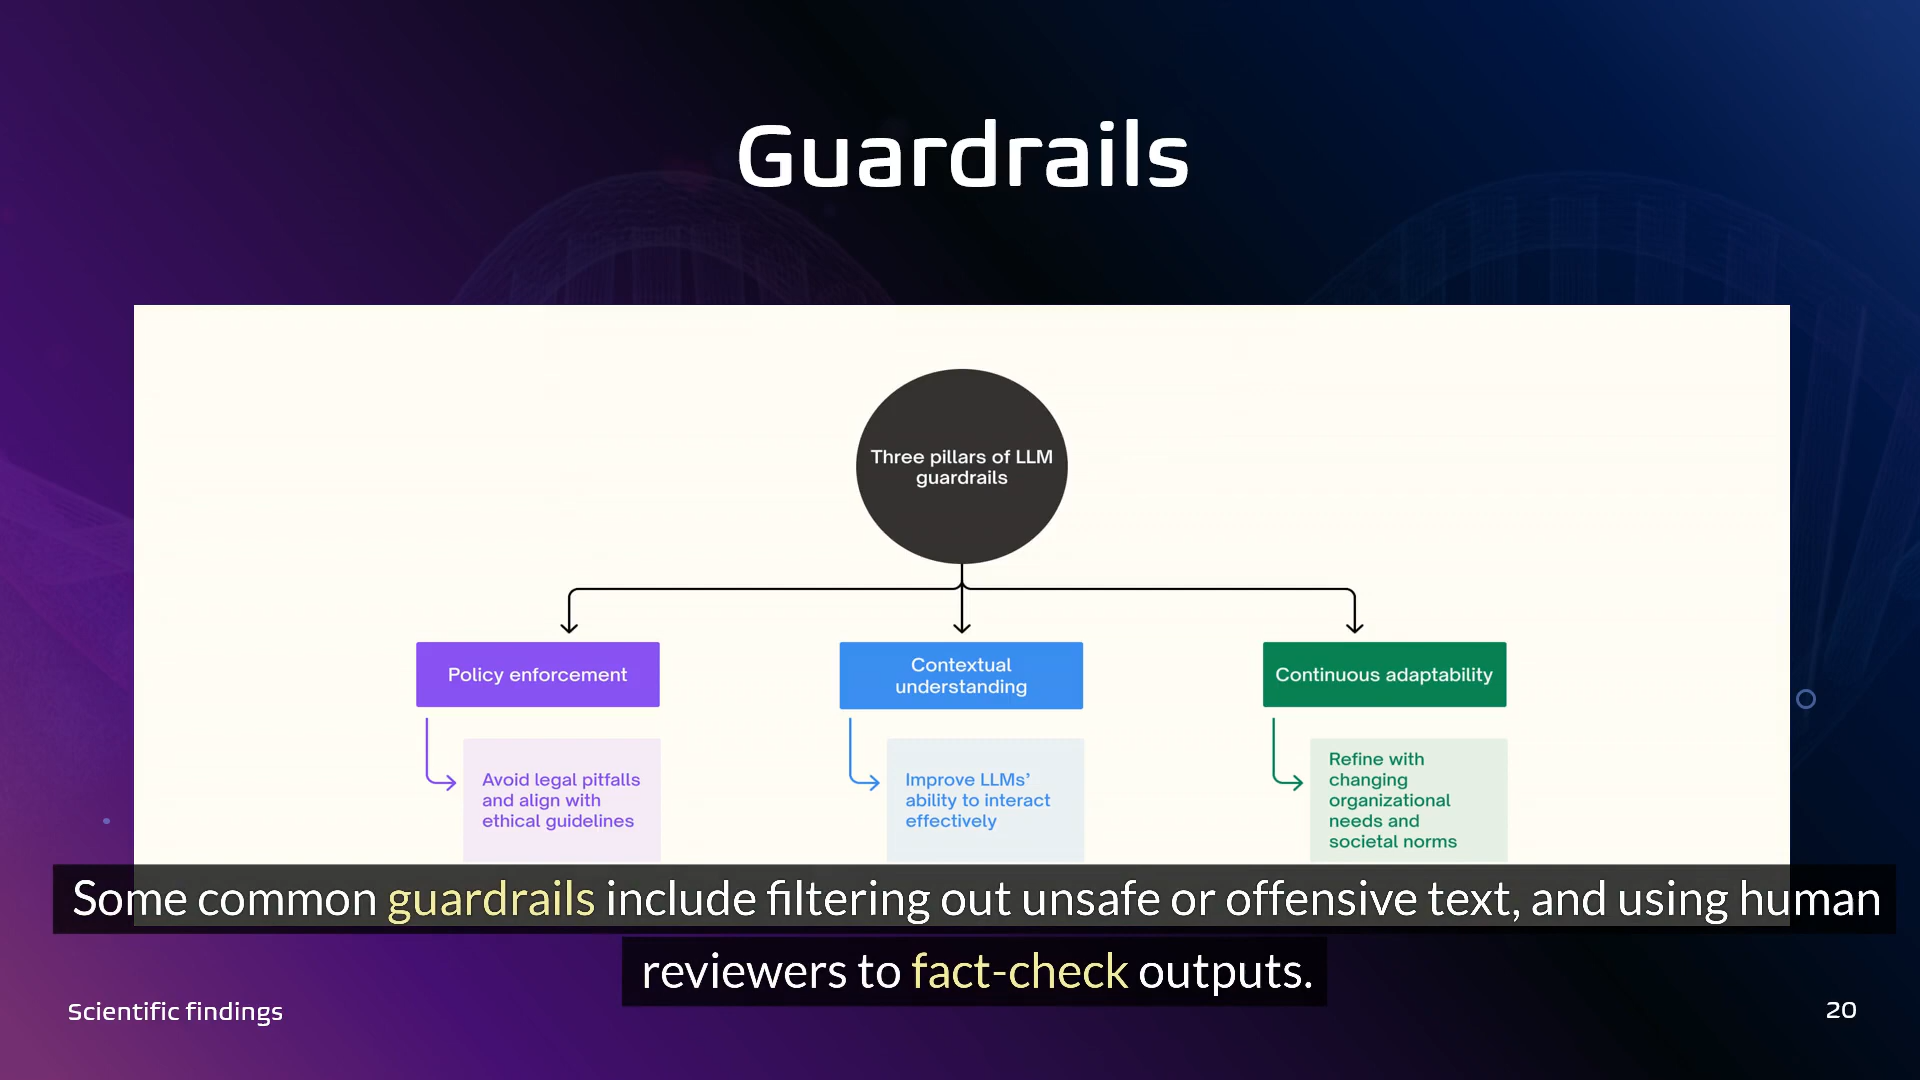 Guardrails
Three pillars of LLM
guardrails
Policy enforcement
Avoid legal pitfalls
and align with
ethical guidelines
Contextual
understanding
Improve LLMs’
ability to interact
effectively
Continuous adaptability
Refine with
changing
organizational
needs and
societal norms
Some common guardrails include filtering out unsafe or offensive text, and using human
reviewers to fact-check outputs.
Scientific findings
20